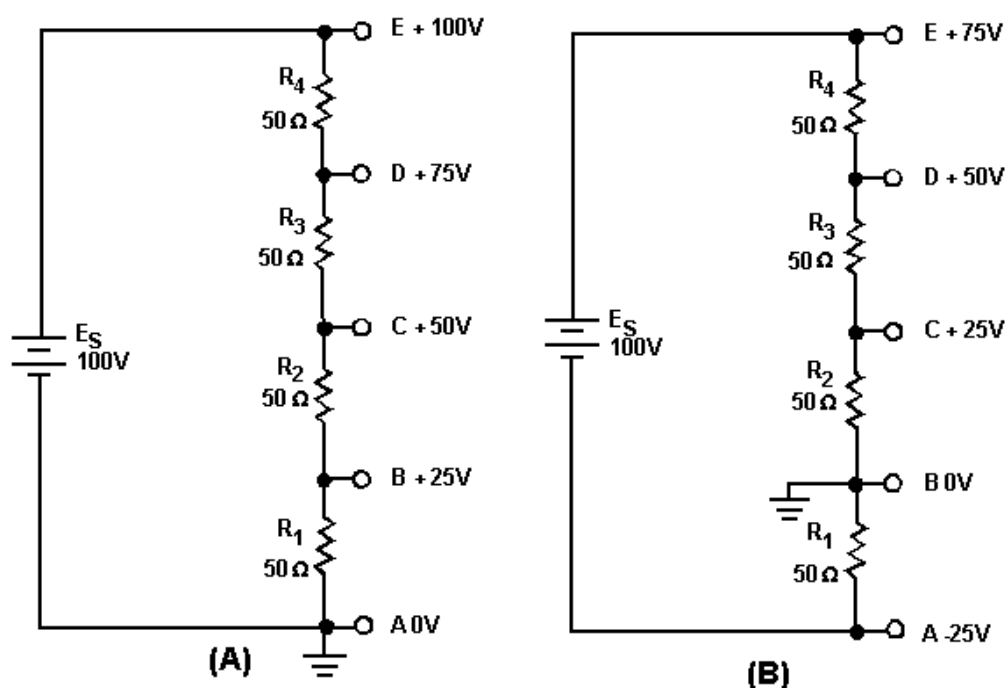 E + 100V
R4
50 Ω
D + 75V
R3
50 Ω
ES
100V
C + 50V
R2
50 Ω
B + 25V
R1
50 Ω
A 0V
(A)
E + 75V
R4
50 Ω
D + 50V
R3
50 Ω
ES
100V
C + 25V
R2
50 Ω
B 0V
R1
50 Ω
A -25V
(B)